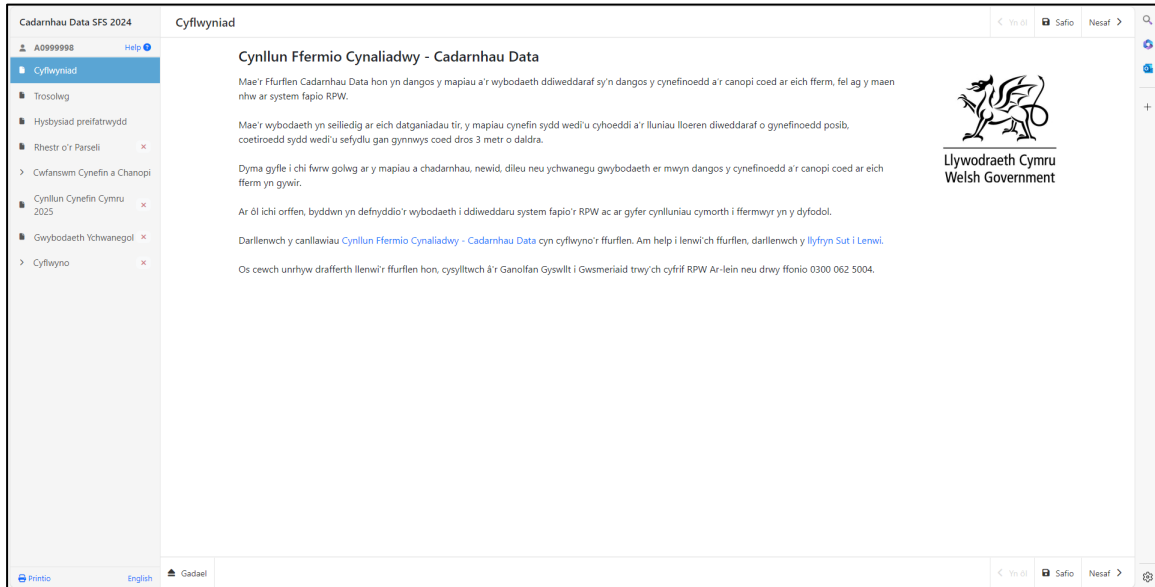 Cadarnhau Data SFS 2024
A0999998 Help
Cyflwyniad
Trosolwg
Hysbysiad preifatrwydd
Rhestr o'r Parseli
Cwfanswm Cynefin a Chanopi
Cynllun Cynefin Cymru
2025
Gwybodaeth Ychwanegol
Cyflwyno
Printio English
Cyflwyniad
Yn ôl Safio Nesaf
Cynllun Ffermio Cynaliadwy - Cadarnhau Data
Mae'r Ffurflen Cadarnhau Data hon yn dangos y mapiau a'r wybodaeth ddiweddaraf sy'n dangos y cynefinoedd a'r canopi coed ar eich fferm, fel ag y maen
nhw ar system fapio RPW.
Mae'r wybodaeth yn seiliedig ar eich datganiadau tir, y mapiau cynefin sydd wedi'u cyhoeddi a'r lluniau lloeren diweddaraf o gynefinoedd posib,
coetiroedd sydd wedi'u sefydlu gan gynnwys coed dros 3 metr o daldra.
Dyma gyfle i chi fwrw golwg ar y mapiau a chadarnhau, newid, dileu neu ychwanegu gwybodaeth er mwyn dangos y cynefinoedd a'r canopi coed ar eich
fferm yn gywir.
Ar ôl ichi orffen, byddwn yn defnyddio'r wybodaeth i ddiweddaru system fapio'r RPW ac ar gyfer cynlluniau cymorth i ffermwyr yn y dyfodol.
Darllenwch y canllawiau Cynllun Ffermio Cynaliadwy - Cadarnhau Data cyn cyflwyno'r ffurflen. Am help i lenwi'ch ffurflen, darllenwch y llyfryn Sut i Lenwi.
Os cewch unrhyw drafferth llenwi'r ffurflen hon, cysylltwch â'r Ganolfan Gyswllt i Gwsmeriaid trwy'ch cyfrif RPW Ar-lein neu drwy ffonio 0300 062 5004.
Llywodraeth Cymru
Welsh Government
Gadael
Yn ôl Safio Nesaf